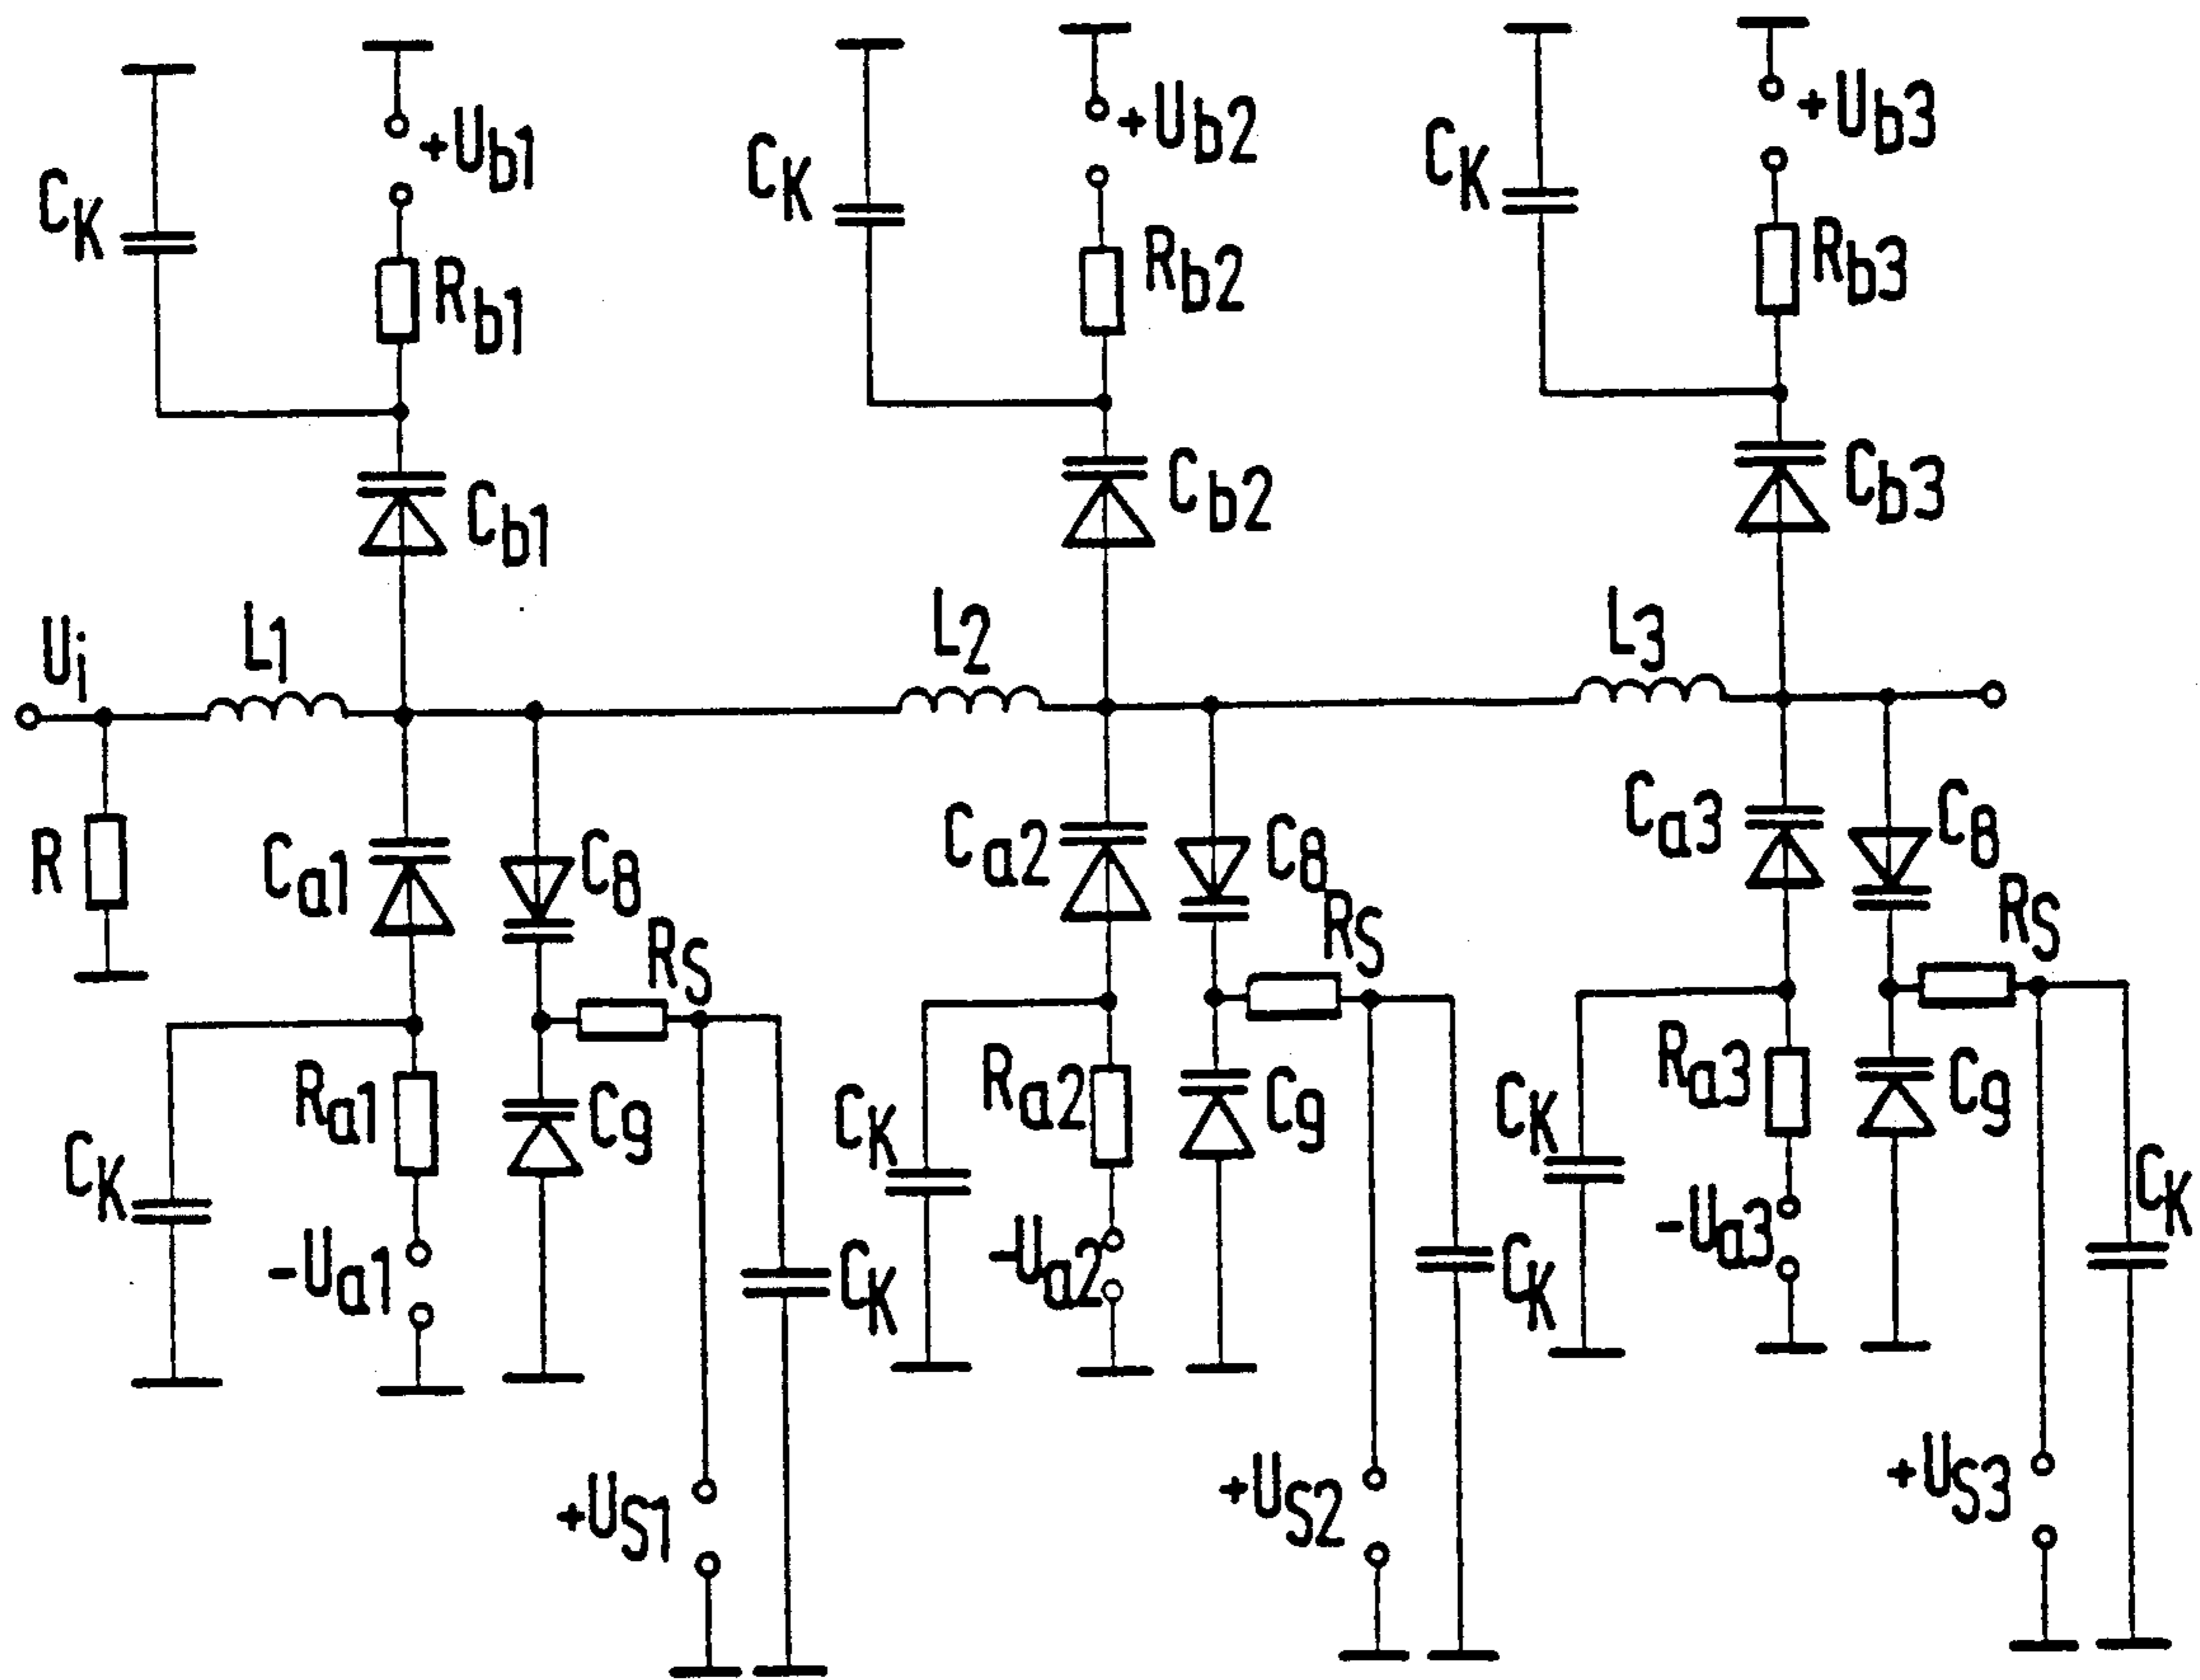 +Ub1
+Ub2
+Ub3
CK
CK
CK
Rb1
Rb2
Rb3
Cb1
Cb2
Cb3
Ui
L1
L2
L3
R
Ca1
C8
RS
Ca2
C8
RS
Ca3
C8
RS
Ra1
C9
CK
Ra2
C9
CK
Ra3
C9
CK
-Ua1
CK
-Ua2
CK
-Ua3
CK
+US1
+US2
+US3